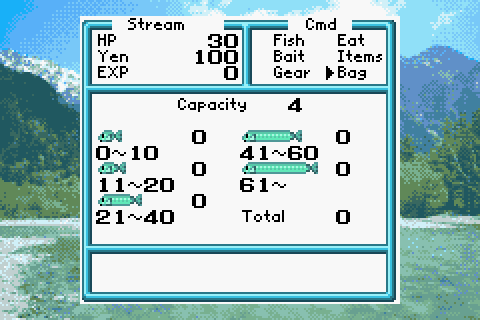 Stream
HP 30
Yen 100
EXP 0
Cmd
Fish Eat
Bait Items
Gear Bag
Capacity 4
0 0
0~10 41~60
0 0
11~20 61~
0
21~40 Total 0